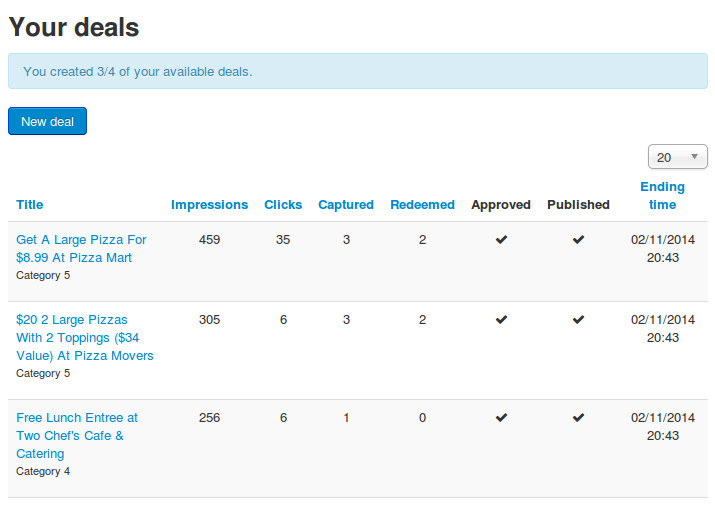 Your deals
You created 3/4 of your available deals.
New deal
20
Title Impressions Clicks Captured Redeemed Approved Published Ending
time
Get A Large Pizza For 459 35 3 2 02/11/2014
$8.99 At Pizza Mart 20:43
Category 5
$20 2 Large Pizzas 305 6 3 2 02/11/2014
With 2 Toppings ($34 20:43
Value) At Pizza Movers
Category 5
Free Lunch Entree at 256 6 1 0 02/11/2014
Two Chef's Cafe & 20:43
Catering
Category 4